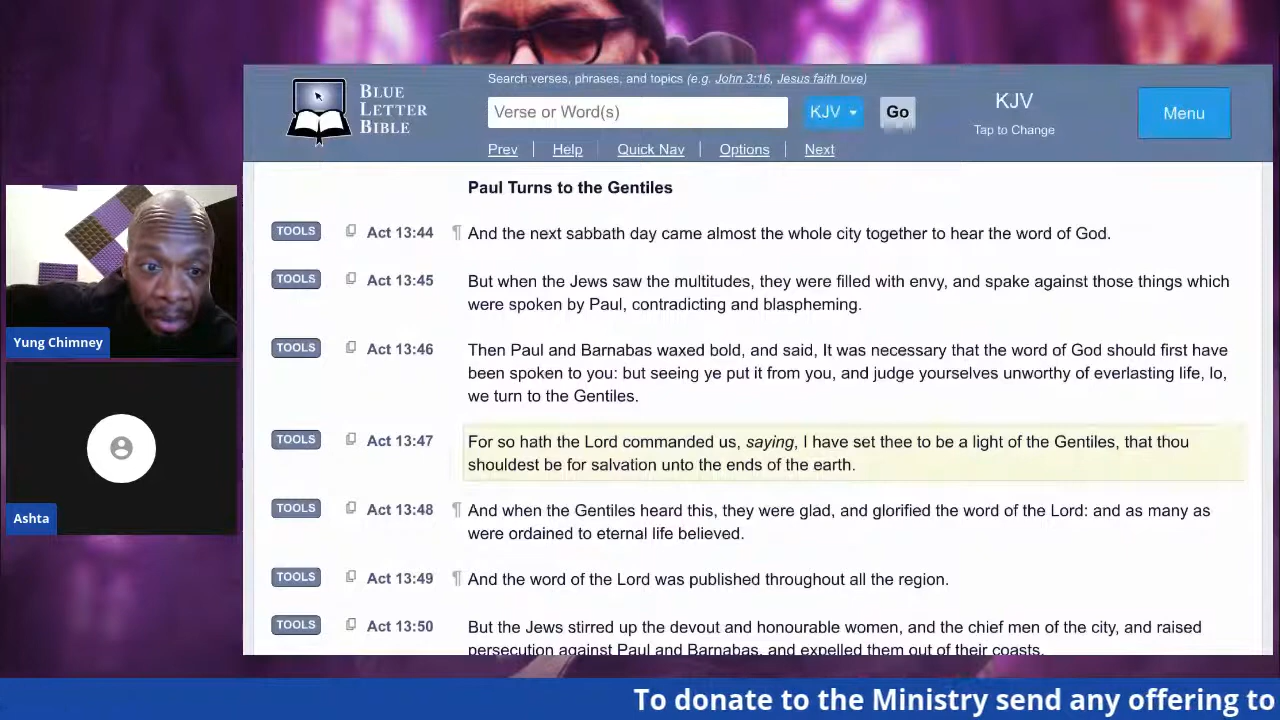 Search verses, phrases, and topics (e.g. John 3:16, Jesus faith love)
BLUE
LETTER
BIBLE
Verse or Word(s)
KJV
Go
KJV
Tap to Change
Menu
Prev
Help
Quick Nav
Options
Next
Paul Turns to the Gentiles
TOOLS Act 13:44 ¶ And the next sabbath day came almost the whole city together to hear the word of God.
TOOLS Act 13:45 But when the Jews saw the multitudes, they were filled with envy, and spake against those things which
were spoken by Paul, contradicting and blaspheming.
TOOLS Act 13:46 Then Paul and Barnabas waxed bold, and said, It was necessary that the word of God should first have
been spoken to you: but seeing ye put it from you, and judge yourselves unworthy of everlasting life, lo,
we turn to the Gentiles.
TOOLS Act 13:47 For so hath the Lord commanded us, saying, I have set thee to be a light of the Gentiles, that thou
shouldest be for salvation unto the ends of the earth.
TOOLS Act 13:48 ¶ And when the Gentiles heard this, they were glad, and glorified the word of the Lord: and as many as
were ordained to eternal life believed.
TOOLS Act 13:49 ¶ And the word of the Lord was published throughout all the region.
TOOLS Act 13:50 But the Jews stirred up the devout and honourable women, and the chief men of the city, and raised
persecution against Paul and Barnabas, and expelled them out of their coasts.
Yung Chimney
Ashta
To donate to the Ministry send any offering to